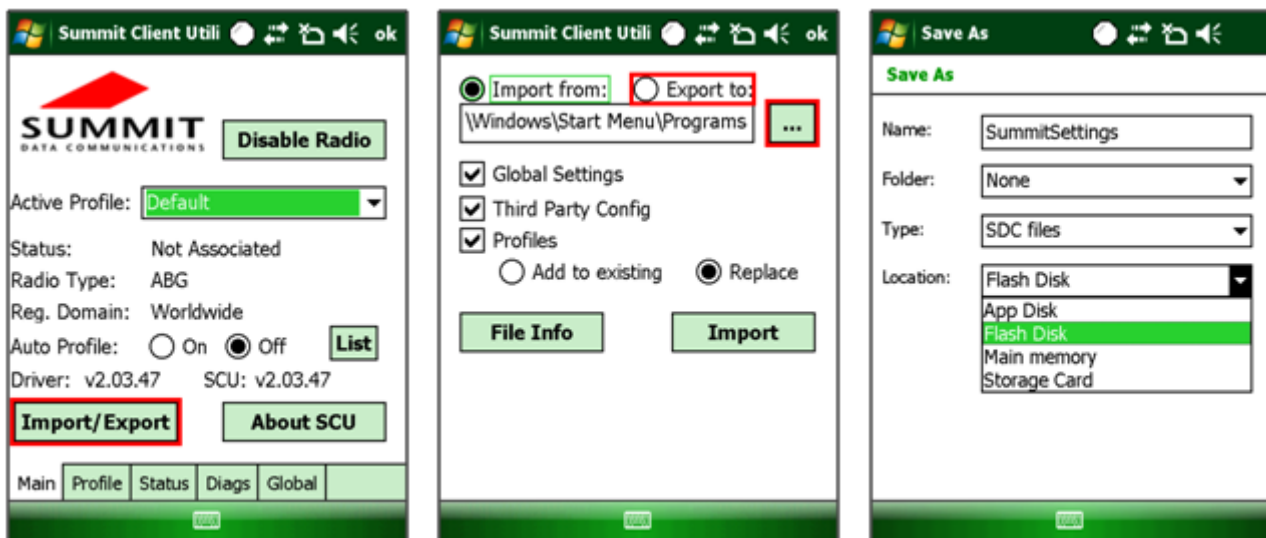 Summit Client Utili ok
SUMMIT
DATA COMMUNICATIONS
Disable Radio
Active Profile: Default
Status: Not Associated
Radio Type: ABG
Reg. Domain: Worldwide
Auto Profile: On Off List
Driver: v2.03.47 SCU: v2.03.47
Import/Export About SCU
Main Profile Status Diags Global
Summit Client Utili ok
Import from: Export to:
\Windows\Start Menu\Programs ...
Global Settings
Third Party Config
Profiles
Add to existing Replace
File Info Import
Save As
Save As
Name: SummitSettings
Folder: None
Type: SDC files
Location: Flash Disk
App Disk
Flash Disk
Main memory
Storage Card